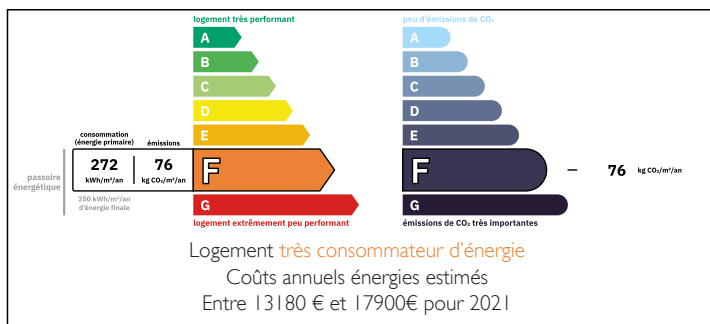 logement très performant
A
B
C
D
E
consommation
(énergie primaire)
émissions
272
kWh/m²/an
76
kg CO₂/m²/an
F
passoire
énergétique
250 kWh/m²/an
d'énergie finale
G
logement extrêmement peu performant
peu d'émissions de CO₂
A
B
C
D
E
F
76 kg CO₂/m²/an
G
émissions de CO₂ très importantes
Logement très consommateur d'énergie
Coûts annuels énergies estimés
Entre 13180 € et 17900€ pour 2021